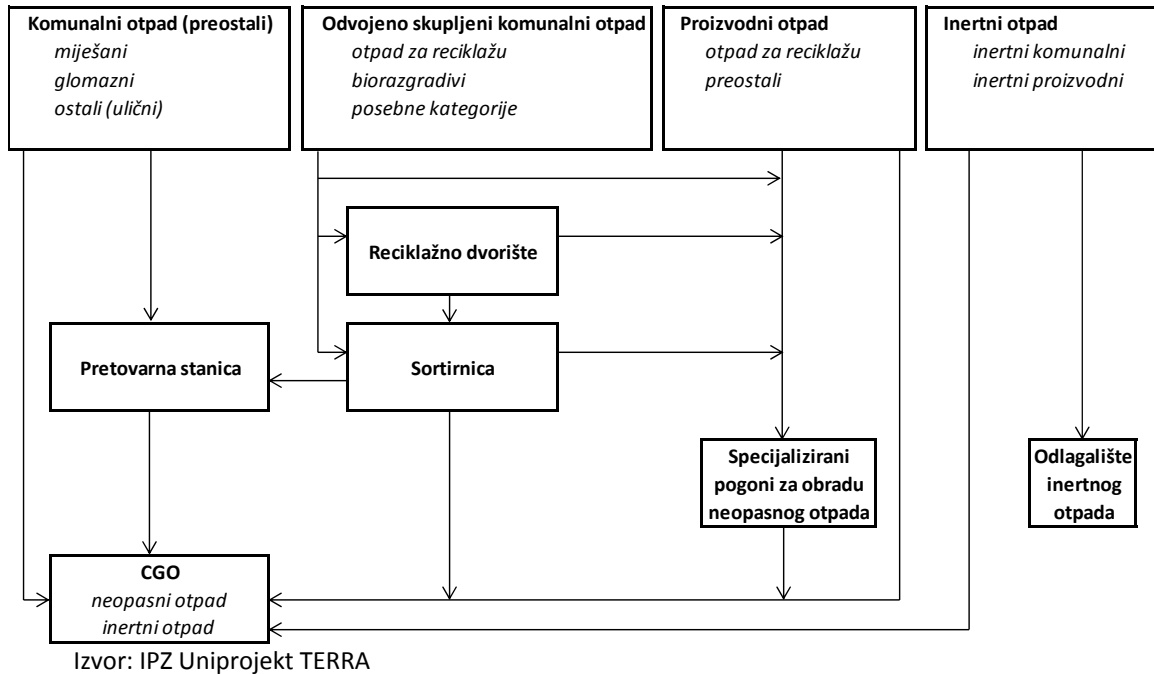 Komunalni otpad (preostali)
miješani
glomazni
ostali (ulični)
Odvojeno skupljeni komunalni otpad
otpad za reciklažu
biorazgradivi
posebne kategorije
Proizvodni otpad
otpad za reciklažu
preostali
Inertni otpad
inertni komunalni
inertni proizvodni
Reciklažno dvorište
Pretovarna stanica
Sortirnica
Specijalizirani
pogoni za obradu
neopasnog otpada
Odlagalište
inertnog
otpada
CGO
neopasni otpad
inertni otpad
Izvor: IPZ Uniprojekt TERRA